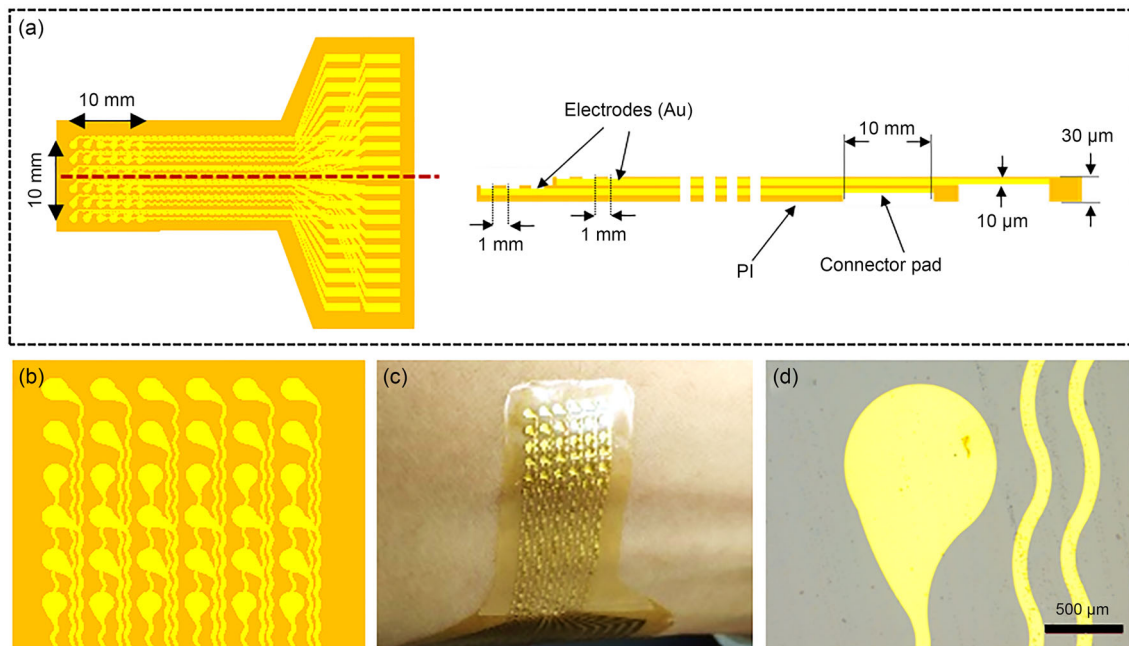 (a)
10 mm
10 mm
Electrodes (Au)
10 mm
30 µm
1 mm
1 mm
10 µm
PI
Connector pad
(b)
(c)
(d)
500 µm